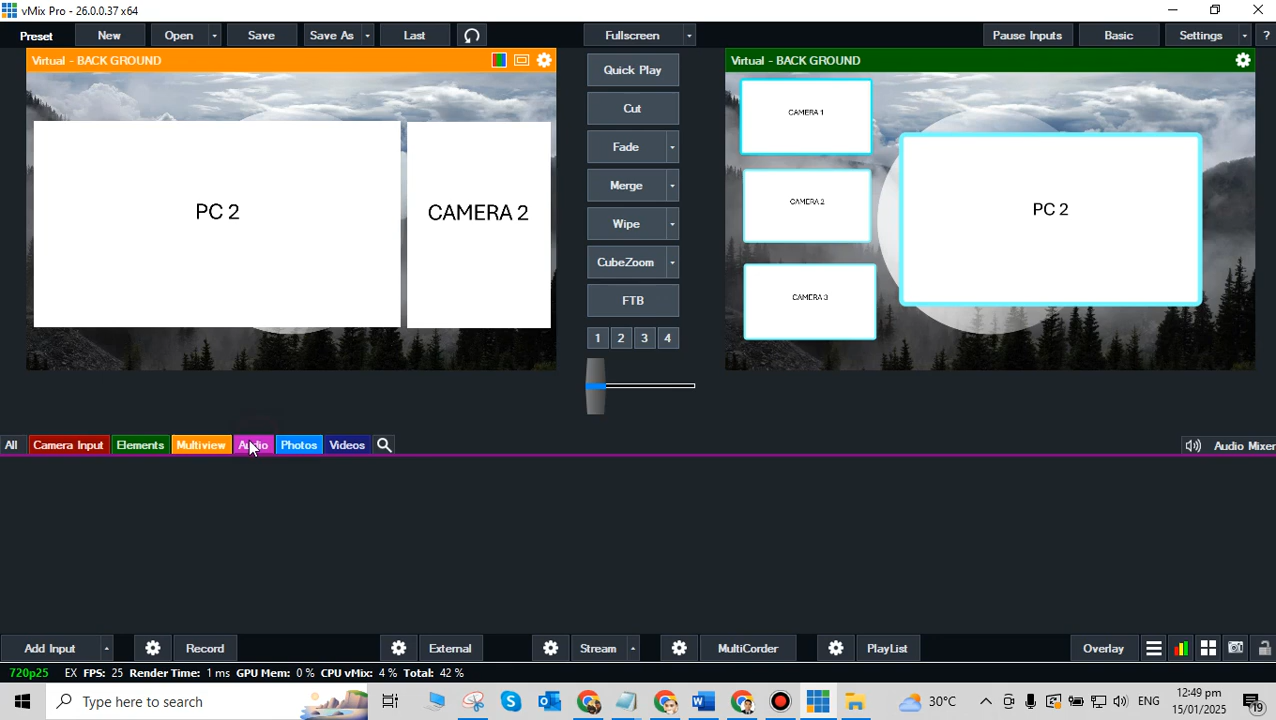 vMix Pro - 26.0.0.37 x64
Preset New Open Save Save As Last Fullscreen Pause Inputs Basic Settings ?
Virtual - BACK GROUND
PC 2
CAMERA 2
Quick Play
Cut
Fade
Merge
Wipe
CubeZoom
FTB
1 2 3 4
Virtual - BACK GROUND
CAMERA 1
CAMERA 2
CAMERA 3
PC 2
All Camera Input Elements Multiview Audio Photos Videos Audio Mixer
Add Input Record External Stream MultiCorder PlayList Overlay
720p25 EX FPS: 25 Render Time: 1 ms GPU Mem: 0 % CPU vMix: 4 % Total: 42 %
Type here to search 30°C ENG 12:49 pm
15/01/2025 19